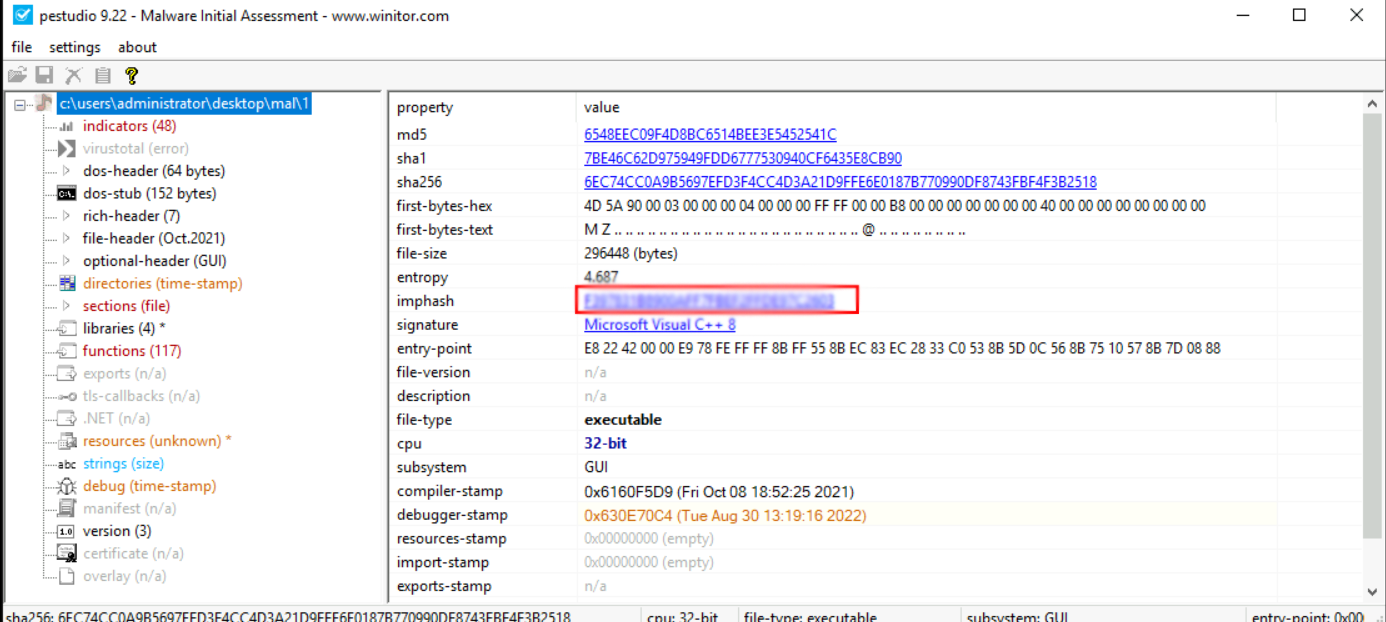 pestudio 9.22 - Malware Initial Assessment - www.winitor.com
file settings about
c:\users\administrator\desktop\mal\1
indicators (48)
virustotal (error)
dos-header (64 bytes)
dos-stub (152 bytes)
rich-header (7)
file-header (Oct.2021)
optional-header (GUI)
directories (time-stamp)
sections (file)
libraries (4) *
functions (117)
exports (n/a)
tls-callbacks (n/a)
.NET (n/a)
resources (unknown) *
abc strings (size)
debug (time-stamp)
manifest (n/a)
1.0 version (3)
certificate (n/a)
overlay (n/a)
property value
md5 6548EEC09F4D8BC6514BEE3E5452541C
sha1 7BE46C62D975949FDD6777530940CF6435E8CB90
sha256 6EC74CC0A9B5697EFD3F4CC4D3A21D9FFE6E0187B770990DF8743FBF4F3B2518
first-bytes-hex 4D 5A 90 00 03 00 00 00 04 00 00 00 FF FF 00 00 B8 00 00 00 00 00 00 00 40 00 00 00 00 00 00 00 00
first-bytes-text M Z .. .. .. .. .. .. .. .. .. .. .. .. .. .. .. .. .. .. .. .. .. .. @ .. .. .. .. .. .. .. ..
file-size 296448 (bytes)
entropy 4.687
imphash
signature Microsoft Visual C++ 8
entry-point E8 22 42 00 00 E9 78 FE FF FF 8B FF 55 8B EC 83 EC 28 33 C0 53 8B 5D 0C 56 8B 75 10 57 8B 7D 08 88
file-version n/a
description n/a
file-type executable
cpu 32-bit
subsystem GUI
compiler-stamp 0x6160F5D9 (Fri Oct 08 18:52:25 2021)
debugger-stamp 0x630E70C4 (Tue Aug 30 13:19:16 2022)
resources-stamp 0x00000000 (empty)
import-stamp 0x00000000 (empty)
exports-stamp n/a
sha256: 6EC74CC0A9B5697EFD3F4CC4D3A21D9FFE6E0187B770990DF8743FBF4F3B2518 cpu: 32-bit file-type: executable subsystem: GUI entry-point: 0x00